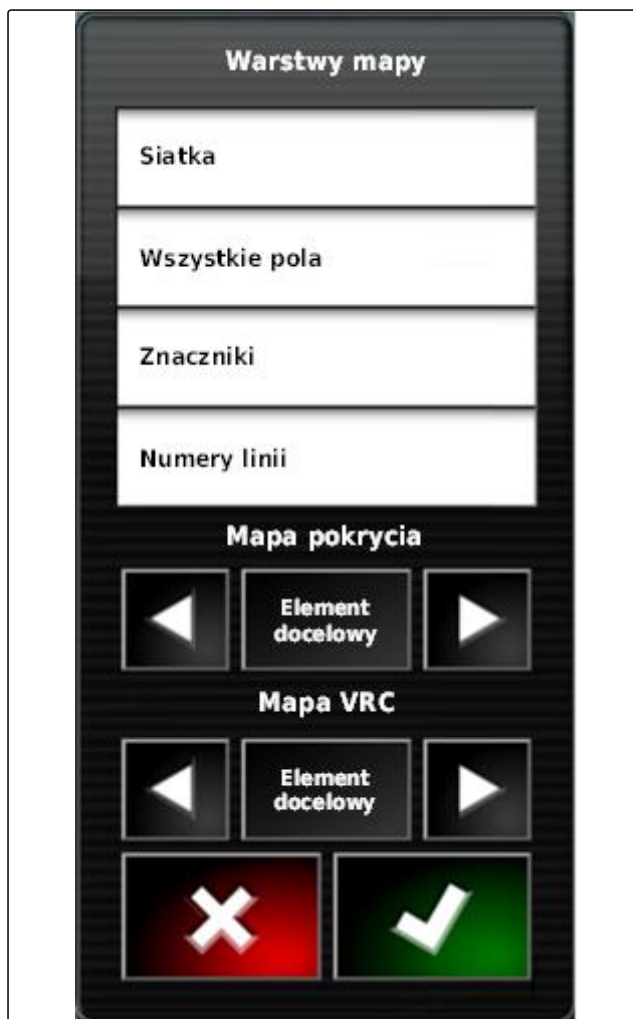 Warstwy mapy
Siatka
Wszystkie pola
Znaczniki
Numery linii
Mapa pokrycia
Element
docelowy
Mapa VRC
Element
docelowy